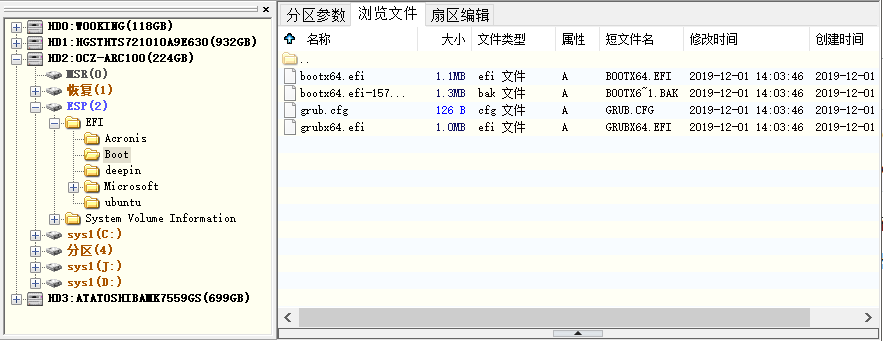 HD0:WOOKING(118GB)
HD1:HGSTHTS721010A9E630(932GB)
HD2:OCZ-ARC100(224GB)
MSR(0)
恢复(1)
ESP(2)
EFI
Acronis
Boot
deepin
Microsoft
ubuntu
System Volume Information
sys1(C:)
分区(4)
sys1(J:)
sys1(D:)
HD3:ATATOSHIBAMK7559GS(699GB)
分区参数 浏览文件 扇区编辑
名称 大小 文件类型 属性 短文件名 修改时间 创建时间
..
bootx64.efi 1.1MB efi 文件 A BOOTX64.EFI 2019-12-01 14:03:46 2019-12-01
bootx64.efi-157... 1.3MB bak 文件 A BOOTX6~1.BAK 2019-12-01 14:03:46 2019-12-01
grub.cfg 126 B cfg 文件 A GRUB.CFG 2019-12-01 14:03:46 2019-12-01
grubx64.efi 1.0MB efi 文件 A GRUBX64.EFI 2019-12-01 14:03:46 2019-12-01